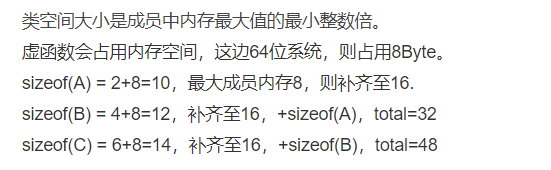 类空间大小是成员中内存最大值的最小整数倍。
虚函数会占用内存空间，这边64位系统，则占用8Byte。
sizeof(A) = 2+8=10，最大成员内存8，则补齐至16.
sizeof(B) = 4+8=12，补齐至16，+sizeof(A)，total=32
sizeof(C) = 6+8=14，补齐至16，+sizeof(B)，total=48